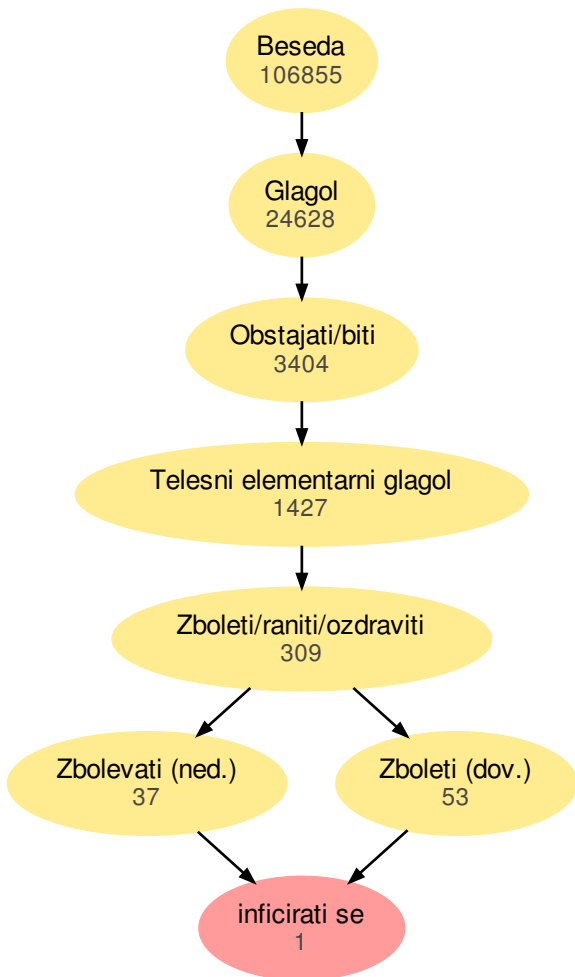 Beseda
106855
Glagol
24628
Obstajati/biti
3404
Telesni elementarni glagol
1427
Zboleti/raniti/ozdraviti
309
Zbolevati (ned.)
37
Zboleti (dov.)
53
inficirati se
1